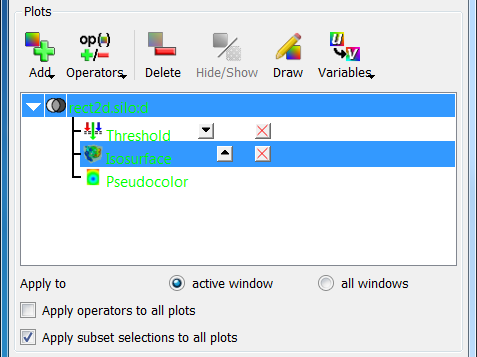 Plots
op( )
+/-
Add Operators Delete Hide/Show Draw Variables
rect2d.silo:d
Threshold
Isosurface
Pseudocolor
Apply to active window all windows
Apply operators to all plots
Apply subset selections to all plots